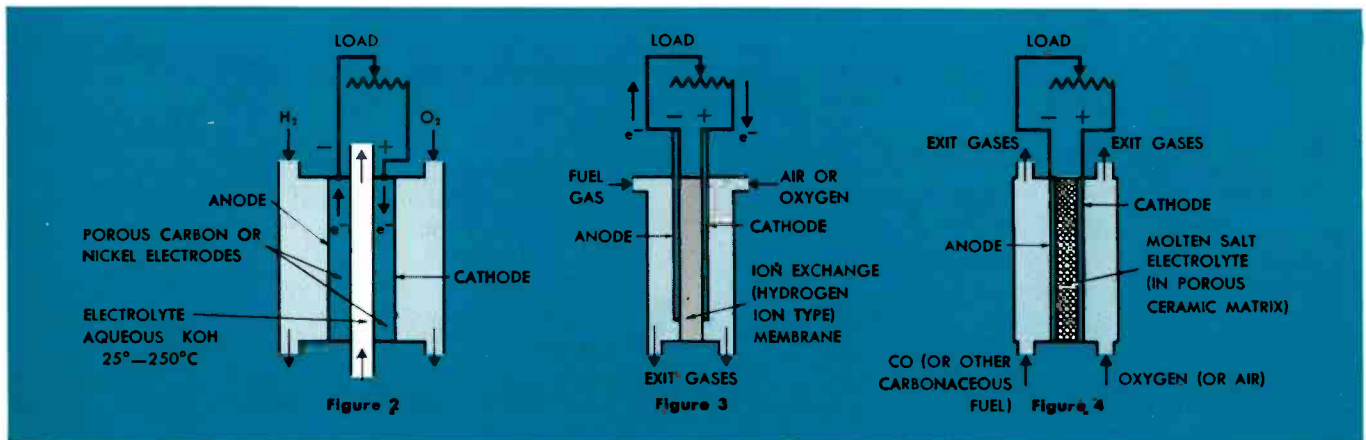 LOAD
H₂
O₂
−
+
ANODE
e⁻
e⁻
POROUS CARBON OR
NICKEL ELECTRODES
CATHODE
ELECTROLYTE
AQUEOUS KOH
25°—250°C
Figure 2
LOAD
e⁻
−
+
e⁻
FUEL
GAS
AIR OR
OXYGEN
ANODE
CATHODE
ION EXCHANGE
(HYDROGEN
ION TYPE)
MEMBRANE
EXIT GASES
Figure 3
LOAD
−
+
EXIT GASES
EXIT GASES
CATHODE
ANODE
MOLTEN SALT
ELECTROLYTE
(IN POROUS
CERAMIC MATRIX)
CO (OR OTHER
CARBONACEOUS
FUEL)
OXYGEN (OR AIR)
Figure 4